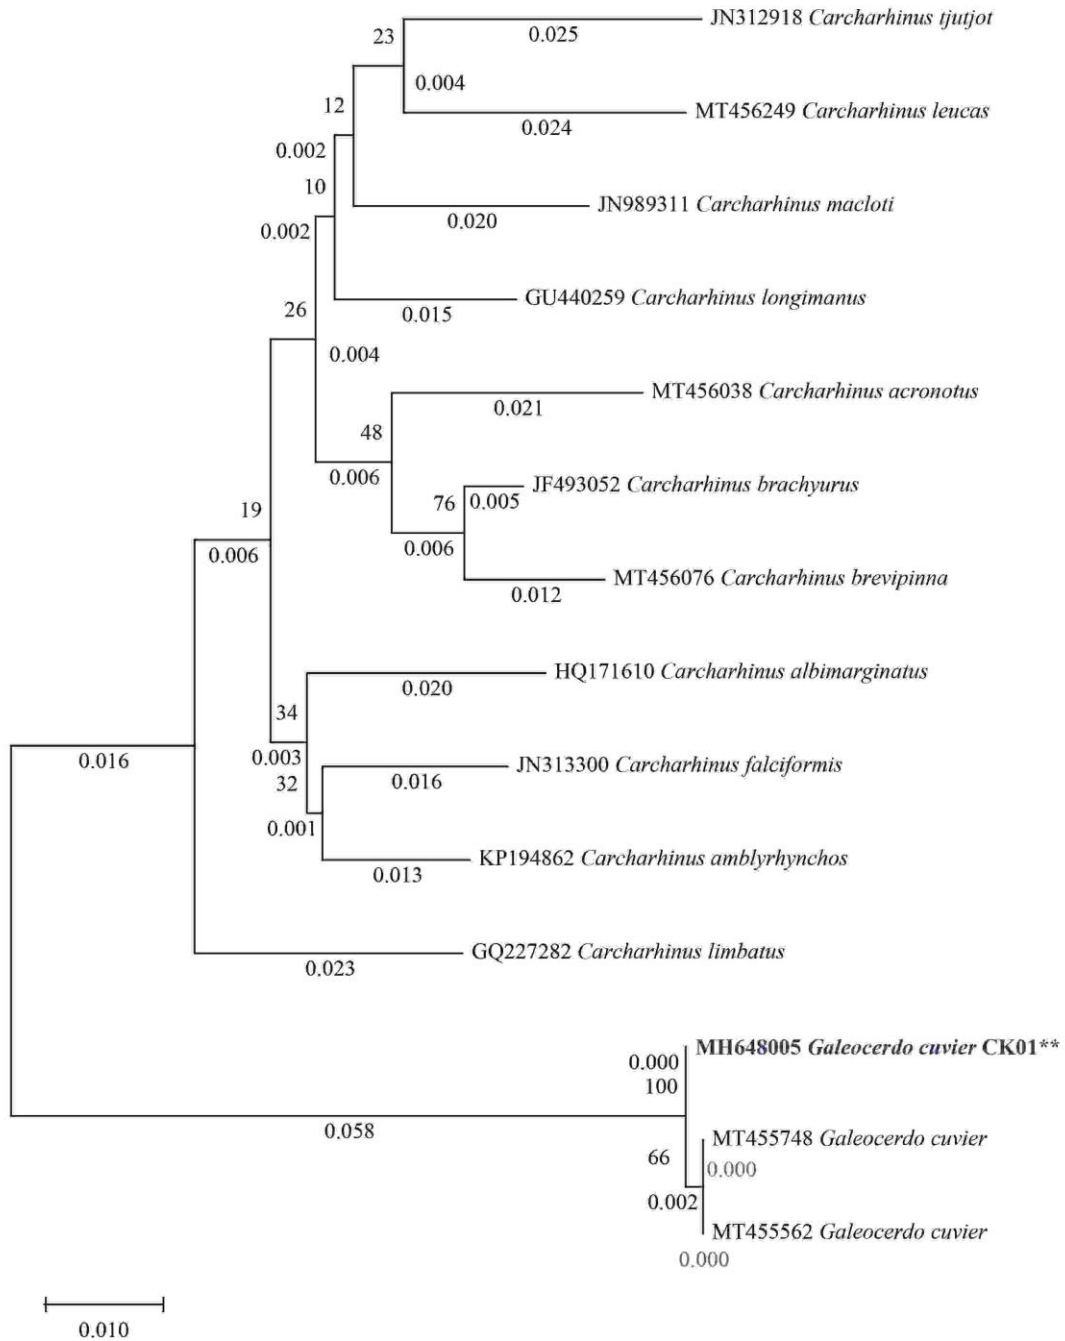 JN312918 Carcharhinus tjutjot
23
0.025
0.004
MT456249 Carcharhinus leucas
12
0.024
0.002
10
JN989311 Carcharhinus macloti
0.020
0.002
GU440259 Carcharhinus longimanus
26
0.015
0.004
MT456038 Carcharhinus acronotus
0.021
48
0.006
JF493052 Carcharhinus brachyurus
76
0.005
19
0.006
0.006
MT456076 Carcharhinus brevipinna
0.012
HQ171610 Carcharhinus albimarginatus
0.020
34
0.016
0.003
JN313300 Carcharhinus falciformis
32
0.016
0.001
KP194862 Carcharhinus amblyrhynchos
0.013
GQ227282 Carcharhinus limbatus
0.023
MH648005 Galeocerdo cuvier CK01**
0.000
100
0.058
MT455748 Galeocerdo cuvier
66
0.000
0.002
MT455562 Galeocerdo cuvier
0.000
0.010